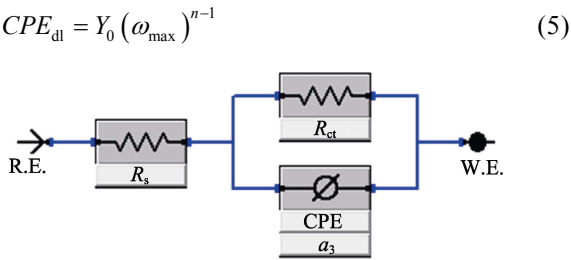 CPE_dl = Y_0 (ω_max)^{n−1} (5)
R_ct
R.E.
R_s
W.E.
CPE
a_3